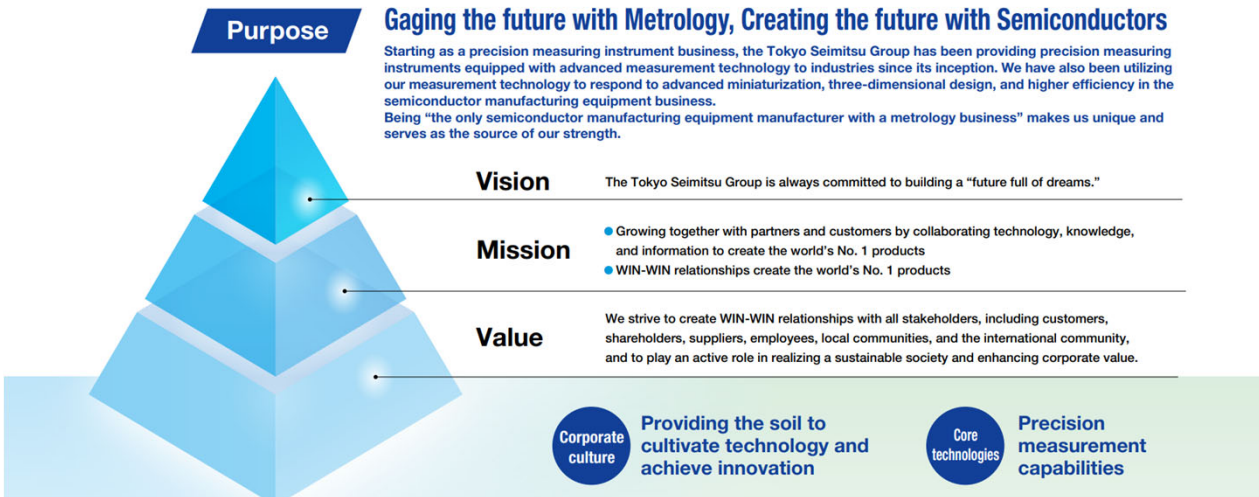 Purpose
Gaging the future with Metrology, Creating the future with Semiconductors
Starting as a precision measuring instrument business, the Tokyo Seimitsu Group has been providing precision measuring
instruments equipped with advanced measurement technology to industries since its inception. We have also been utilizing
our measurement technology to respond to advanced miniaturization, three-dimensional design, and higher efficiency in the
semiconductor manufacturing equipment business.
Being “the only semiconductor manufacturing equipment manufacturer with a metrology business” makes us unique and
serves as the source of our strength.
Vision
The Tokyo Seimitsu Group is always committed to building a “future full of dreams.”
Mission
● Growing together with partners and customers by collaborating technology, knowledge,
and information to create the world’s No. 1 products
● WIN-WIN relationships create the world’s No. 1 products
Value
We strive to create WIN-WIN relationships with all stakeholders, including customers,
shareholders, suppliers, employees, local communities, and the international community,
and to play an active role in realizing a sustainable society and enhancing corporate value.
Corporate
culture
Providing the soil to
cultivate technology and
achieve innovation
Core
technologies
Precision
measurement
capabilities